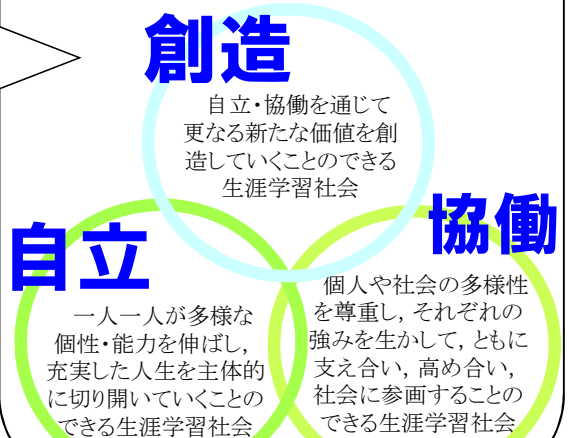 創造
自立・協働を通じて
更なる新たな価値を創
造していくことのできる
生涯学習社会
自立
一人一人が多様な
個性・能力を伸ばし，
充実した人生を主体的
に切り開いていくことの
できる生涯学習社会
協働
個人や社会の多様性
を尊重し，それぞれの
強みを生かして，ともに
支え合い，高め合い，
社会に参画することの
できる生涯学習社会